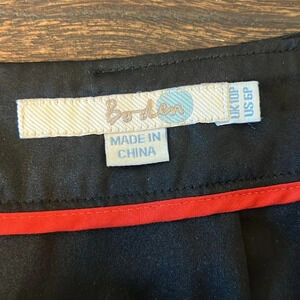 Boden
MADE IN
CHINA
UK 10P
US 6P